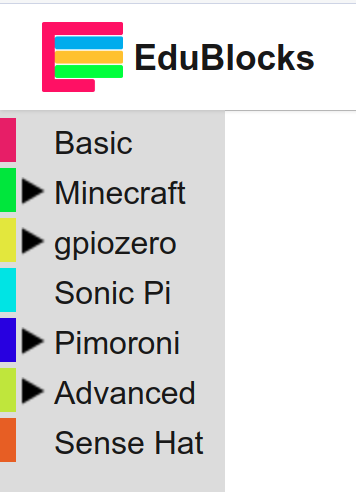 EduBlocks
Basic
Minecraft
gpiozero
Sonic Pi
Pimoroni
Advanced
Sense Hat